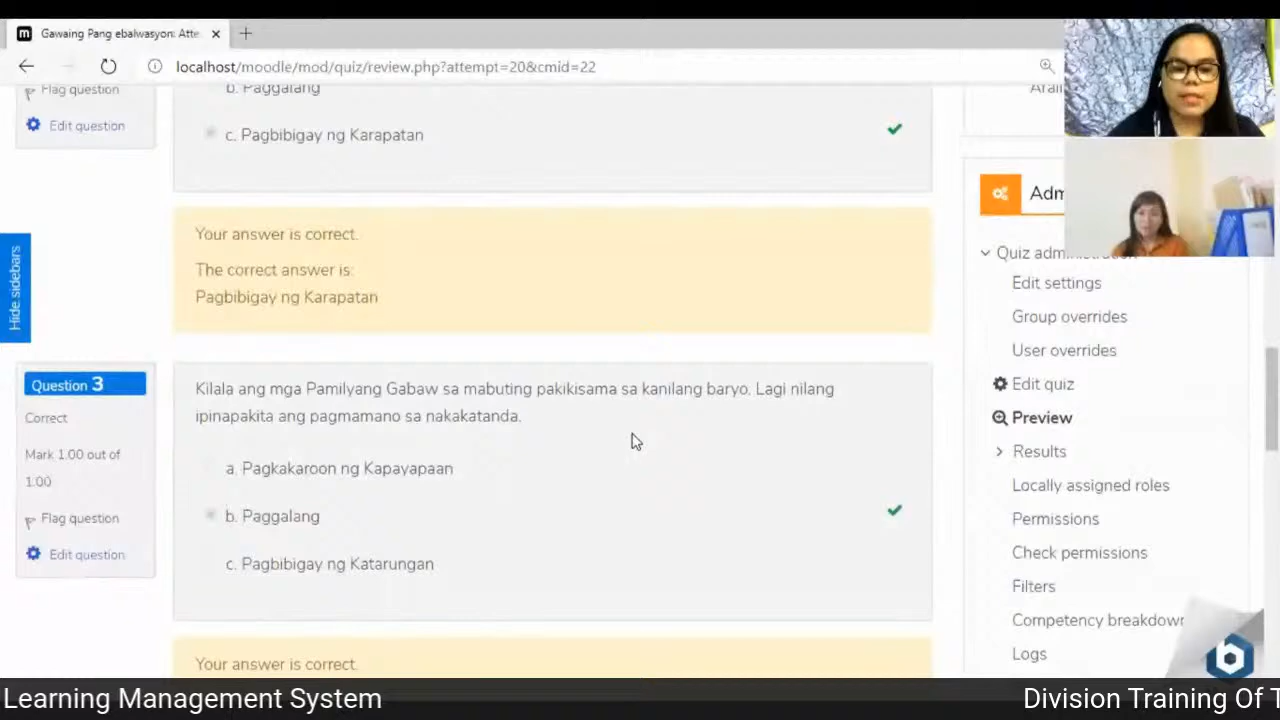 Gawaing Pang ebalwasyon: Atte
localhost/moodle/mod/quiz/review.php?attempt=20&cmid=22
Flag question
Edit question
b. Paggalang
c. Pagbibigay ng Karapatan
Your answer is correct.
The correct answer is:
Pagbibigay ng Karapatan
Hide sidebars
Question 3
Correct
Mark 1.00 out of
1.00
Flag question
Edit question
Kilala ang mga Pamilyang Gabaw sa mabuting pakikisama sa kanilang baryo. Lagi nilang
ipinapakita ang pagmamano sa nakakatanda.
a. Pagkakaroon ng Kapayapaan
b. Paggalang
c. Pagbibigay ng Katarungan
Your answer is correct.
Quiz administration
Edit settings
Group overrides
User overrides
Edit quiz
Preview
Results
Locally assigned roles
Permissions
Check permissions
Filters
Competency breakdown
Logs
Learning Management System
Division Training Of T